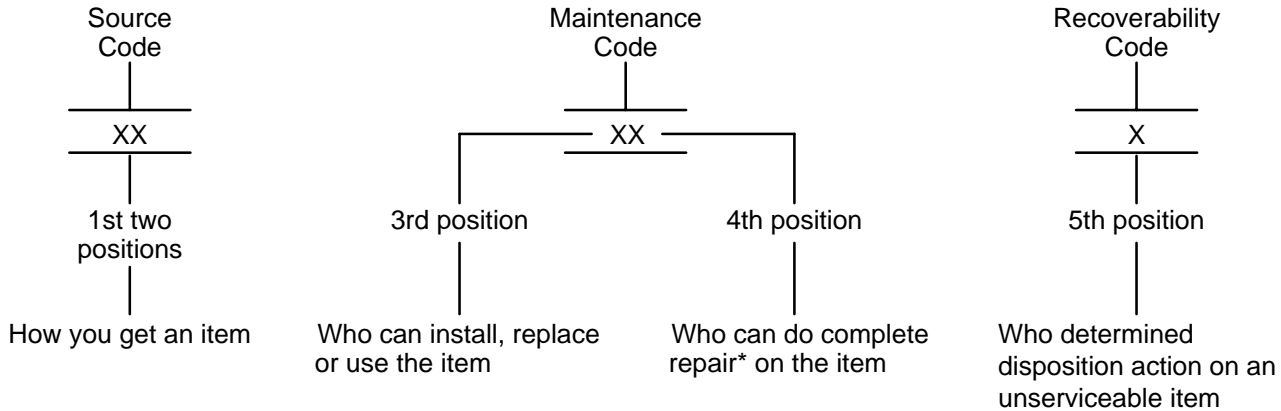 Source
Code
XX
1st two
positions
How you get an item
Maintenance
Code
XX
3rd position
Who can install, replace
or use the item
4th position
Who can do complete
repair* on the item
Recoverability
Code
X
5th position
Who determined
disposition action on an
unserviceable item